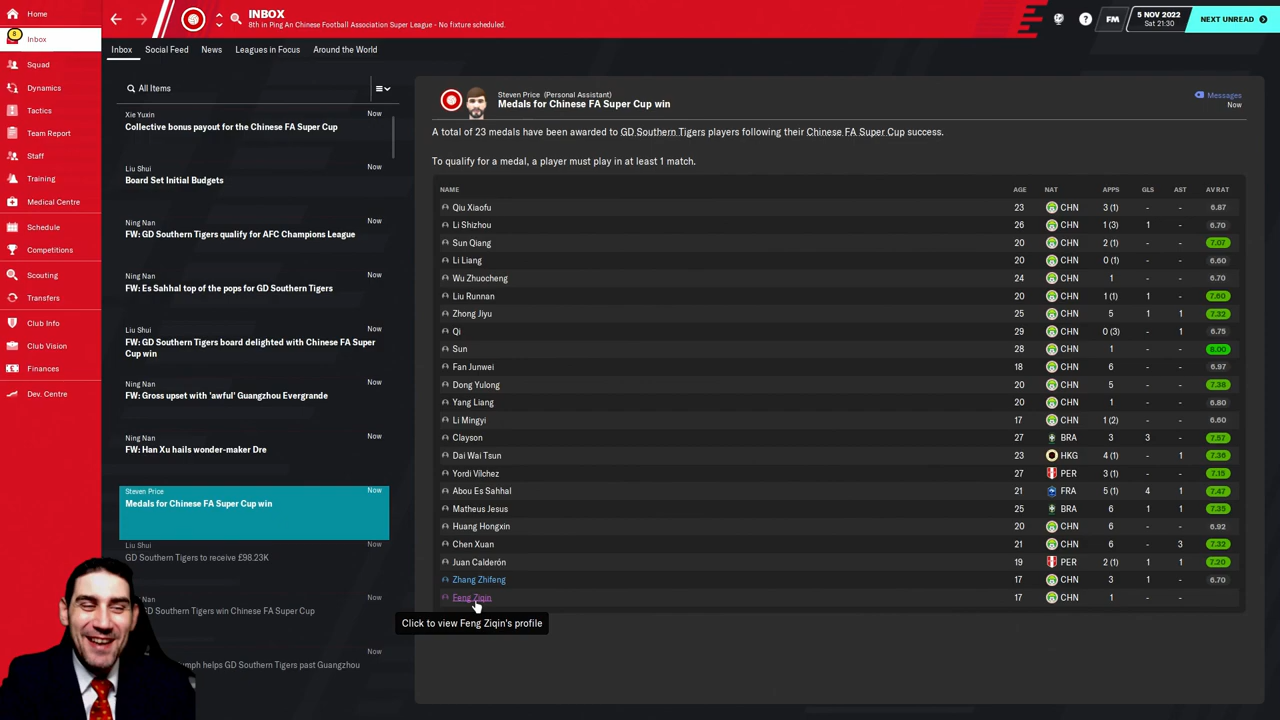 Home
INBOX
8th in Ping An Chinese Football Association Super League - No fixture scheduled.
FM
5 NOV 2022
Sat 21:30
NEXT UNREAD
8
Inbox
Squad
Dynamics
Tactics
Team Report
Staff
Training
Medical Centre
Schedule
Competitions
Scouting
Transfers
Club Info
Club Vision
Finances
Dev. Centre
Inbox Social Feed News Leagues in Focus Around the World
All Items
Xie Yuxin Now
Collective bonus payout for the Chinese FA Super Cup
Liu Shui Now
Board Set Initial Budgets
Ning Nan Now
FW: GD Southern Tigers qualify for AFC Champions League
Ning Nan Now
FW: Es Sahhal top of the pops for GD Southern Tigers
Liu Shui Now
FW: GD Southern Tigers board delighted with Chinese FA Super
Cup win
Ning Nan Now
FW: Gross upset with 'awful' Guangzhou Evergrande
Ning Nan Now
FW: Han Xu hails wonder-maker Dre
Steven Price Now
Medals for Chinese FA Super Cup win
Liu Shui Now
GD Southern Tigers to receive £98.23K
Nan Now
GD Southern Tigers win Chinese FA Super Cup
Now
helps GD Southern Tigers past Guangzhou
Steven Price (Personal Assistant)
Medals for Chinese FA Super Cup win
Messages
Now
A total of 23 medals have been awarded to GD Southern Tigers players following their Chinese FA Super Cup success.
To qualify for a medal, a player must play in at least 1 match.
NAME AGE NAT APPS GLS AST AV RAT
Qiu Xiaofu 23 CHN 3 (1) - - 6.87
Li Shizhou 26 CHN 1 (3) 1 - 6.70
Sun Qiang 20 CHN 2 (1) - - 7.07
Li Liang 20 CHN 0 (1) - - 6.60
Wu Zhuocheng 24 CHN 1 - - 6.70
Liu Runnan 20 CHN 1 (1) 1 - 7.60
Zhong Jiyu 25 CHN 5 1 1 7.32
Qi 29 CHN 0 (3) - 1 6.75
Sun 28 CHN 1 - - 8.00
Fan Junwei 18 CHN 6 - - 6.97
Dong Yulong 20 CHN 5 - - 7.38
Yang Liang 20 CHN 1 - - 6.80
Li Mingyi 17 CHN 1 (2) - - 6.60
Clayson 27 BRA 3 3 - 7.57
Dai Wai Tsun 23 HKG 4 (1) - 1 7.36
Yordi Vílchez 27 PER 3 (1) - - 7.15
Abou Es Sahhal 21 FRA 5 (1) 4 1 7.47
Matheus Jesus 25 BRA 6 1 1 7.35
Huang Hongxin 20 CHN 6 - - 6.92
Chen Xuan 21 CHN 6 - 3 7.32
Juan Calderón 19 PER 2 (1) 1 1 7.20
Zhang Zhifeng 17 CHN 3 1 - 6.70
Feng Ziqin 17 CHN 1 - -
Click to view Feng Ziqin's profile